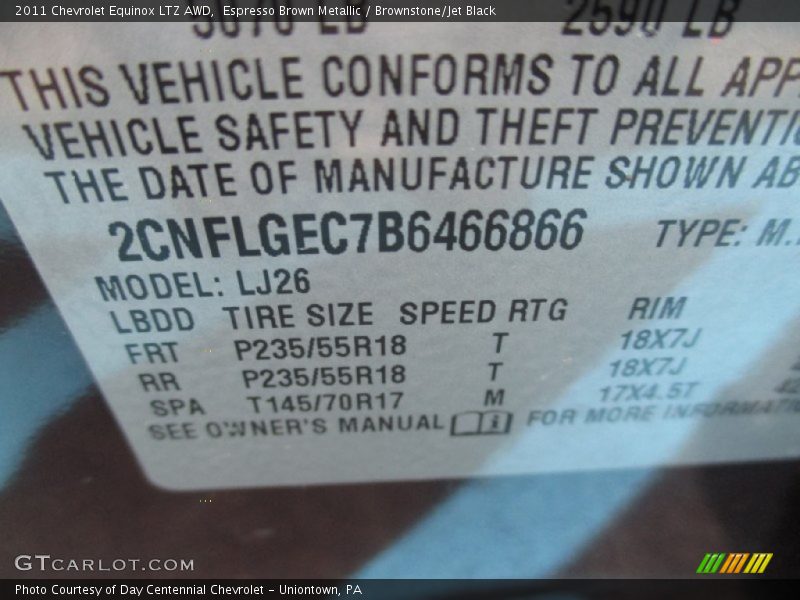 2011 Chevrolet Equinox LTZ AWD, Espresso Brown Metallic / Brownstone/Jet Black
LB 2590 LB
THIS VEHICLE CONFORMS TO ALL APP
VEHICLE SAFETY AND THEFT PREVENTI
THE DATE OF MANUFACTURE SHOWN AB
2CNFLGEC7B6466866 TYPE: M.
MODEL: LJ26
LBDD TIRE SIZE SPEED RTG RIM
FRT P235/55R18 T 18X7J
RR P235/55R18 T 18X7J
SPA T145/70R17 M 17X4.5T
SEE OWNER'S MANUAL FOR MORE INFORMATI
GTCARLOT.COM
Photo Courtesy of Day Centennial Chevrolet - Uniontown, PA